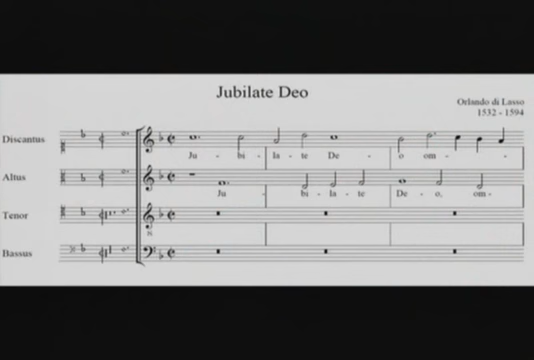 Jubilate Deo
Orlando di Lasso
1532 - 1594
Discantus
Ju - bi - la - te De - o om -
Altus
Ju - bi - la - te De - o, om -
Tenor
8
Bassus